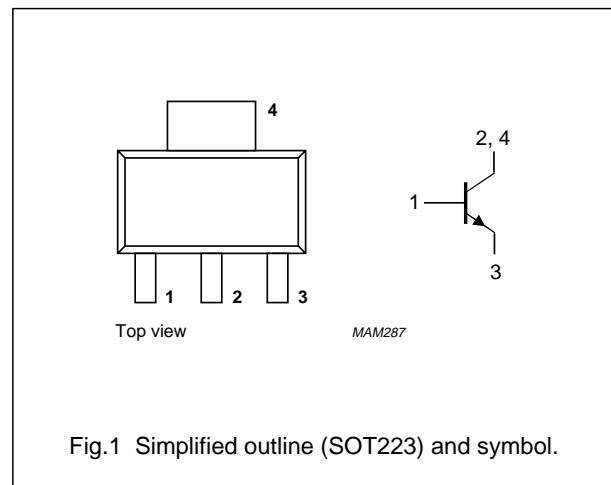 4
2, 4
1
3
1 2 3
Top view MAM287
Fig.1 Simplified outline (SOT223) and symbol.